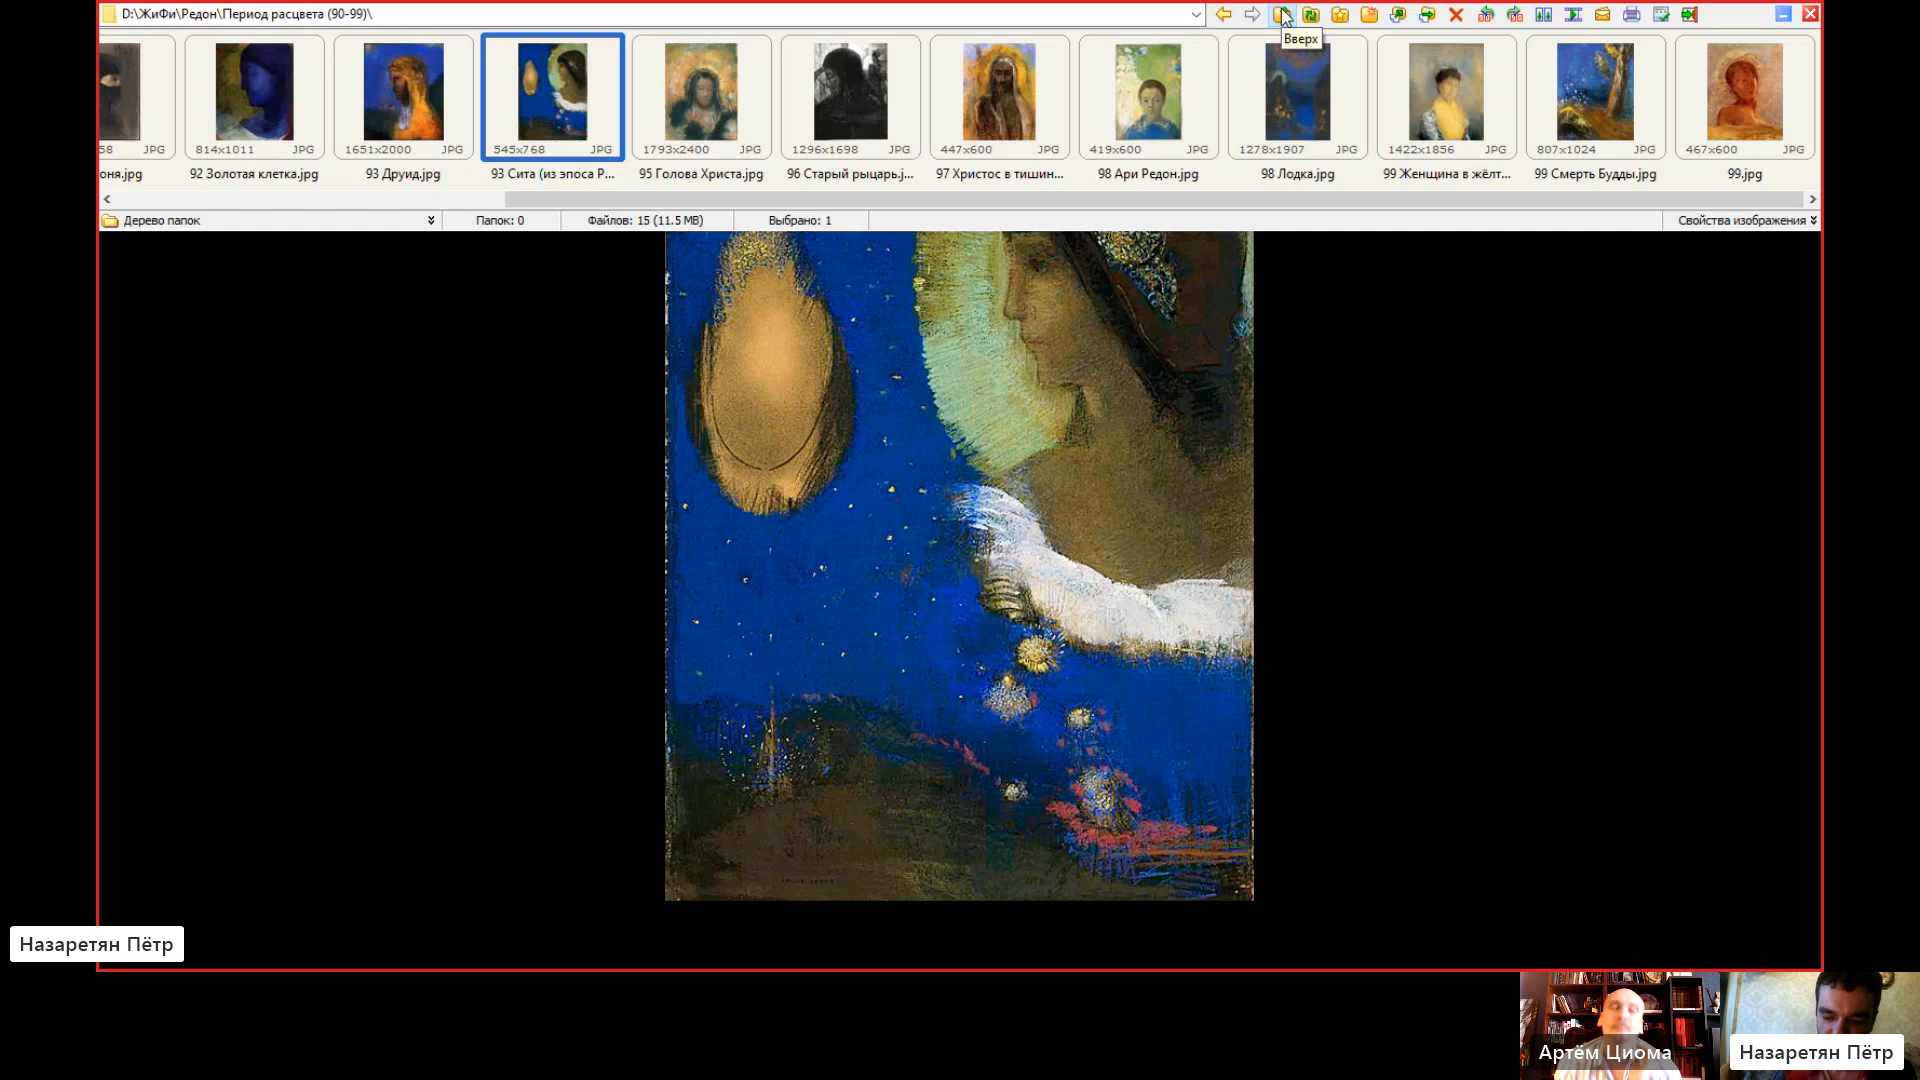 D:\ЖиФи\Редон\Период расцвета (90-99)\
Вверх
58 JPG
814x1011 JPG
1651x2000 JPG
545x768 JPG
1793x2400 JPG
1296x1698 JPG
447x600 JPG
419x600 JPG
1278x1907 JPG
1422x1856 JPG
807x1024 JPG
467x600 JPG
оня.jpg
92 Золотая клетка.jpg
93 Друид.jpg
93 Сита (из эпоса Р...
95 Голова Христа.jpg
96 Старый рыцарь.j...
97 Христос в тишин...
98 Ари Редон.jpg
98 Лодка.jpg
99 Женщина в жёлт...
99 Смерть Будды.jpg
99.jpg
Дерево папок
Папок: 0
Файлов: 15 (11.5 MB)
Выбрано: 1
Свойства изображения
Назаретян Пётр
Артём Циома
Назаретян Пётр